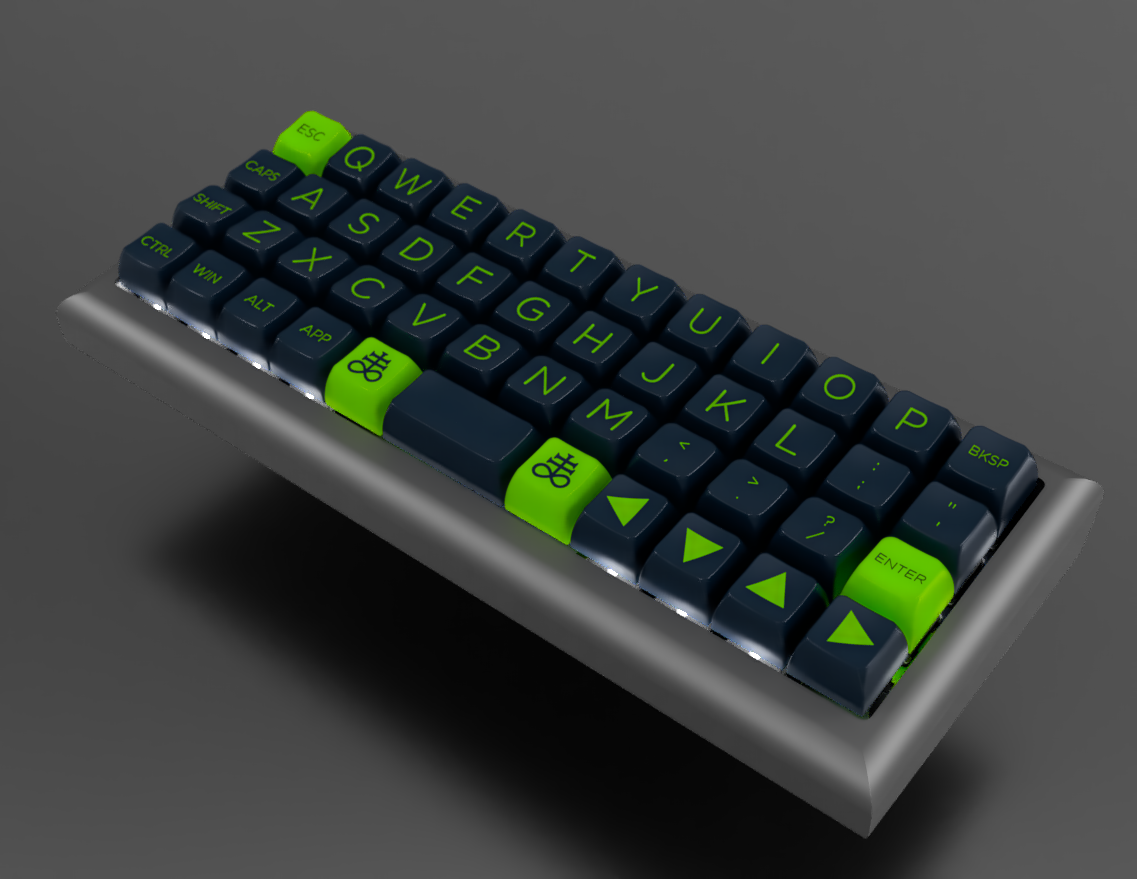 ESC Q W E R T Y U I O P BKSP
CAPS A S D F G H J K L : ; " '
SHIFT Z X C V B N M < , > . ? / ENTER
CTRL WIN ALT APP